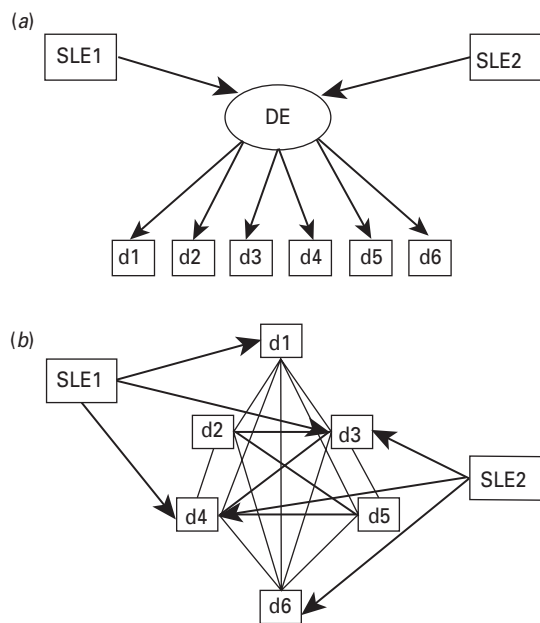 (a)
SLE1
SLE2
DE
d1 d2 d3 d4 d5 d6
(b)
d1
SLE1
d2 d3
SLE2
d4 d5
d6